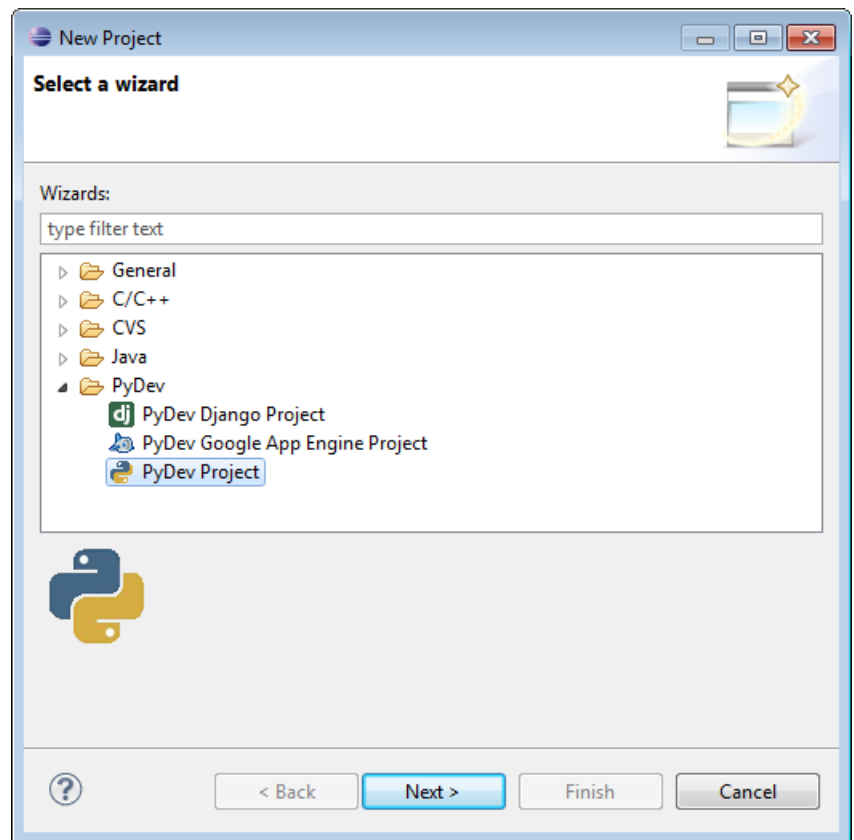 New Project
Select a wizard
Wizards:
type filter text
General
C/C++
CVS
Java
PyDev
dj PyDev Django Project
PyDev Google App Engine Project
PyDev Project
? < Back Next > Finish Cancel